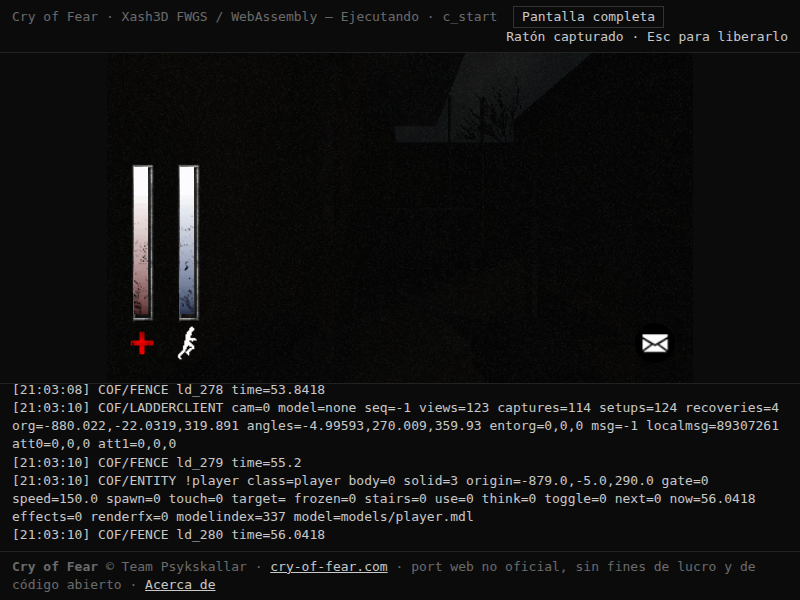 Cry of Fear · Xash3D FWGS / WebAssembly — Ejecutando · c_start
Pantalla completa
Ratón capturado · Esc para liberarlo
[21:03:08] COF/FENCE ld_278 time=53.8418
[21:03:10] COF/LADDERCLIENT cam=0 model=none seq=-1 views=123 captures=114 setups=124 recoveries=4
org=-880.022,-22.0319,319.891 angles=-4.99593,270.009,359.93 entorg=0,0,0 msg=-1 localmsg=89307261
att0=0,0,0 att1=0,0,0
[21:03:10] COF/FENCE ld_279 time=55.2
[21:03:10] COF/ENTITY !player class=player body=0 solid=3 origin=-879.0,-5.0,290.0 gate=0
speed=150.0 spawn=0 touch=0 target= frozen=0 stairs=0 use=0 think=0 toggle=0 next=0 now=56.0418
effects=0 renderfx=0 modelindex=337 model=models/player.mdl
[21:03:10] COF/FENCE ld_280 time=56.0418
Cry of Fear © Team Psykskallar · cry-of-fear.com · port web no oficial, sin fines de lucro y de
código abierto · Acerca de